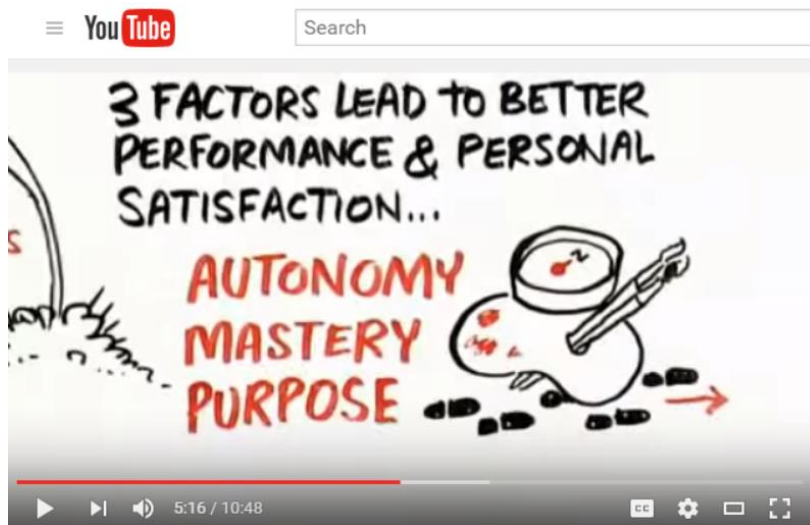 YouTube
Search
3 FACTORS LEAD TO BETTER
PERFORMANCE & PERSONAL
SATISFACTION...
S
AUTONOMY
MASTERY
PURPOSE
N
5:16 / 10:48
CC